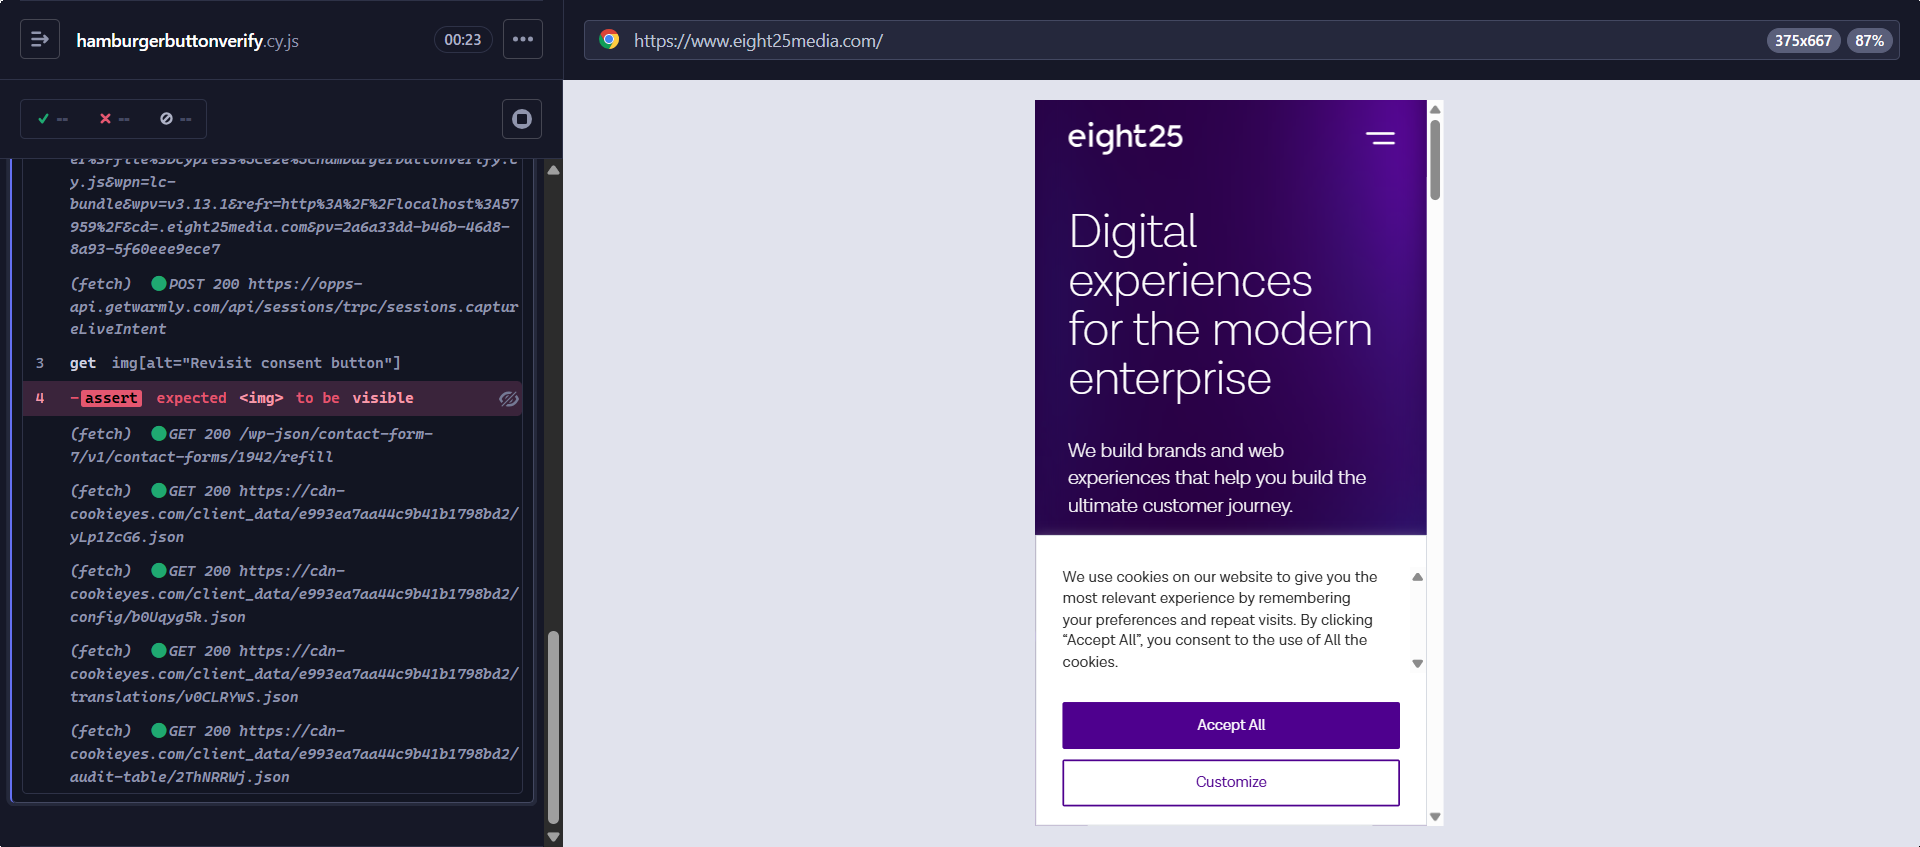 hamburgerbuttonverify.cy.js
00:23
--
--
--
er%3Ffile%3Dcypress%5Ce2e%5Chamburgerbuttonverify.c
y.js&wpn=lc-
bundle&wpv=v3.13.1&refr=http%3A%2F%2Flocalhost%3A57
959%2F&cd=.eight25media.com&pv=2a6a33dd-b46b-46d8-
8a93-5f60eee9ece7
(fetch) POST 200 https://opps-
api.getwarmly.com/api/sessions/trpc/sessions.captur
eLiveIntent
3 get img[alt="Revisit consent button"]
4 -assert expected <img> to be visible
(fetch) GET 200 /wp-json/contact-form-
7/v1/contact-forms/1942/refill
(fetch) GET 200 https://cdn-
cookieyes.com/client_data/e993ea7aa44c9b41b1798bd2/
yLp1ZcG6.json
(fetch) GET 200 https://cdn-
cookieyes.com/client_data/e993ea7aa44c9b41b1798bd2/
config/b0Uqyg5k.json
(fetch) GET 200 https://cdn-
cookieyes.com/client_data/e993ea7aa44c9b41b1798bd2/
translations/v0CLRYwS.json
(fetch) GET 200 https://cdn-
cookieyes.com/client_data/e993ea7aa44c9b41b1798bd2/
audit-table/2ThNRRWj.json
https://www.eight25media.com/
375x667
87%
eight25
Digital
experiences
for the modern
enterprise
We build brands and web
experiences that help you build the
ultimate customer journey.
We use cookies on our website to give you the
most relevant experience by remembering
your preferences and repeat visits. By clicking
“Accept All”, you consent to the use of All the
cookies.
Accept All
Customize